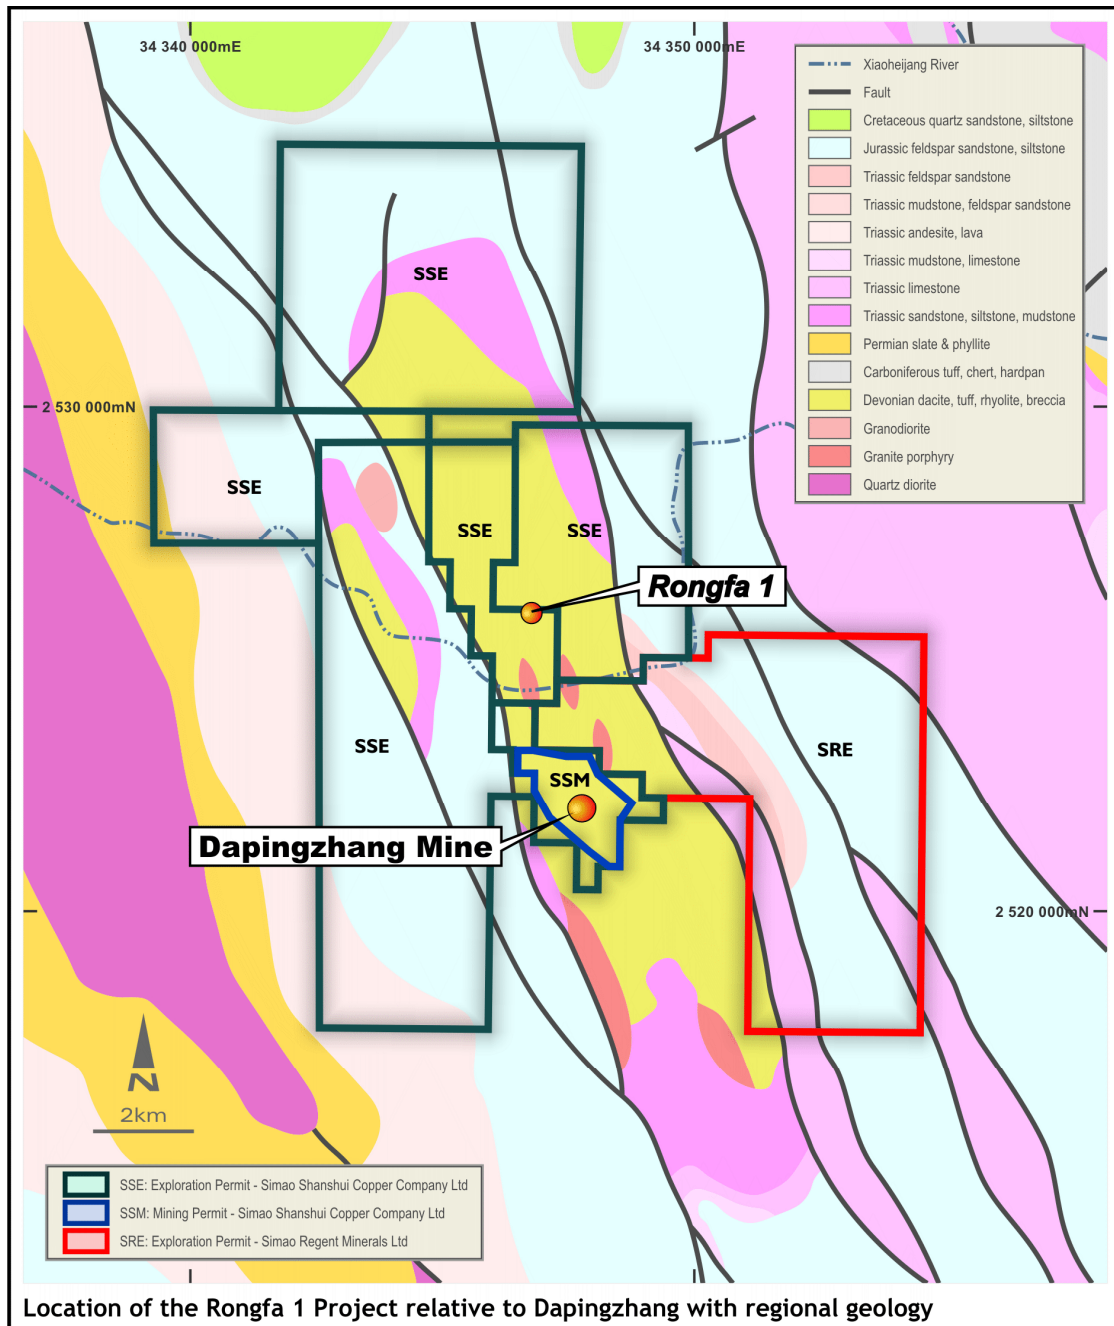 34 340 000mE
34 350 000mE
Xiaoheijang River
Fault
Cretaceous quartz sandstone, siltstone
Jurassic feldspar sandstone, siltstone
Triassic feldspar sandstone
Triassic mudstone, feldspar sandstone
Triassic andesite, lava
Triassic mudstone, limestone
Triassic limestone
Triassic sandstone, siltstone, mudstone
Permian slate & phyllite
Carboniferous tuff, chert, hardpan
Devonian dacite, tuff, rhyolite, breccia
Granodiorite
Granite porphyry
Quartz diorite
SSE
2 530 000mN
SSE
SSE
SSE
Rongfa 1
SSE
SRE
SSM
Dapingzhang Mine
2 520 000mN
N
2km
SSE: Exploration Permit - Simao Shanshui Copper Company Ltd
SSM: Mining Permit - Simao Shanshui Copper Company Ltd
SRE: Exploration Permit - Simao Regent Minerals Ltd
Location of the Rongfa 1 Project relative to Dapingzhang with regional geology